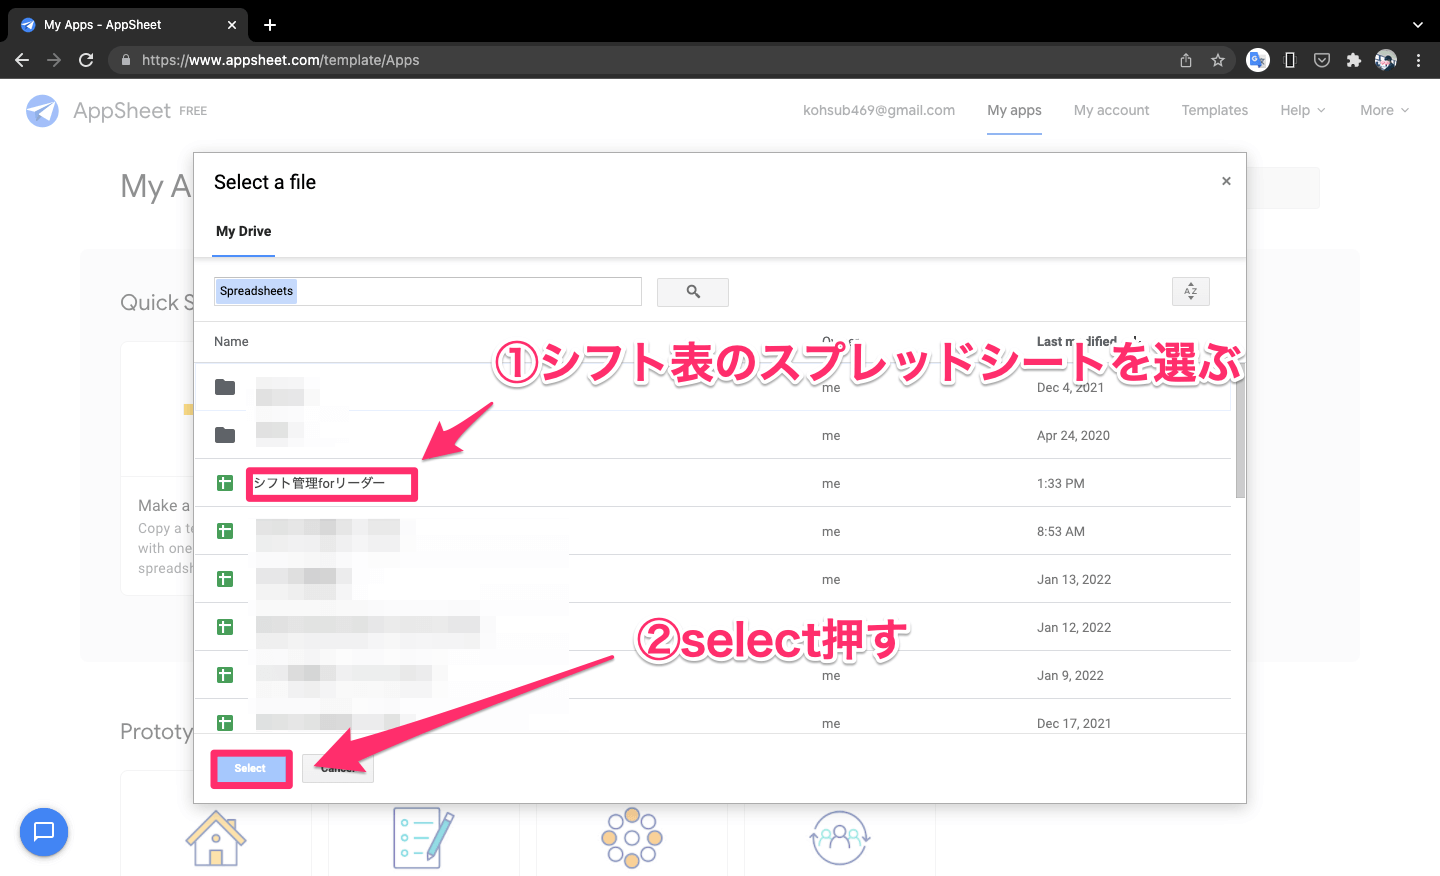 My Apps - AppSheet
https://www.appsheet.com/template/Apps
AppSheet FREE
kohsub469@gmail.com My apps My account Templates Help More
My A
Select a file
My Drive
Spreadsheets
AZ
Quick S
Name Last modified
①シフト表のスプレッドシートを選ぶ
me Dec 4, 2021
me Apr 24, 2020
シフト管理forリーダー me 1:33 PM
Make a
Copy a te
with one
spreadsh
me 8:53 AM
me Jan 13, 2022
me Jan 12, 2022
②select押す
me Jan 9, 2022
me Dec 17, 2021
Prototy
Select Cancel